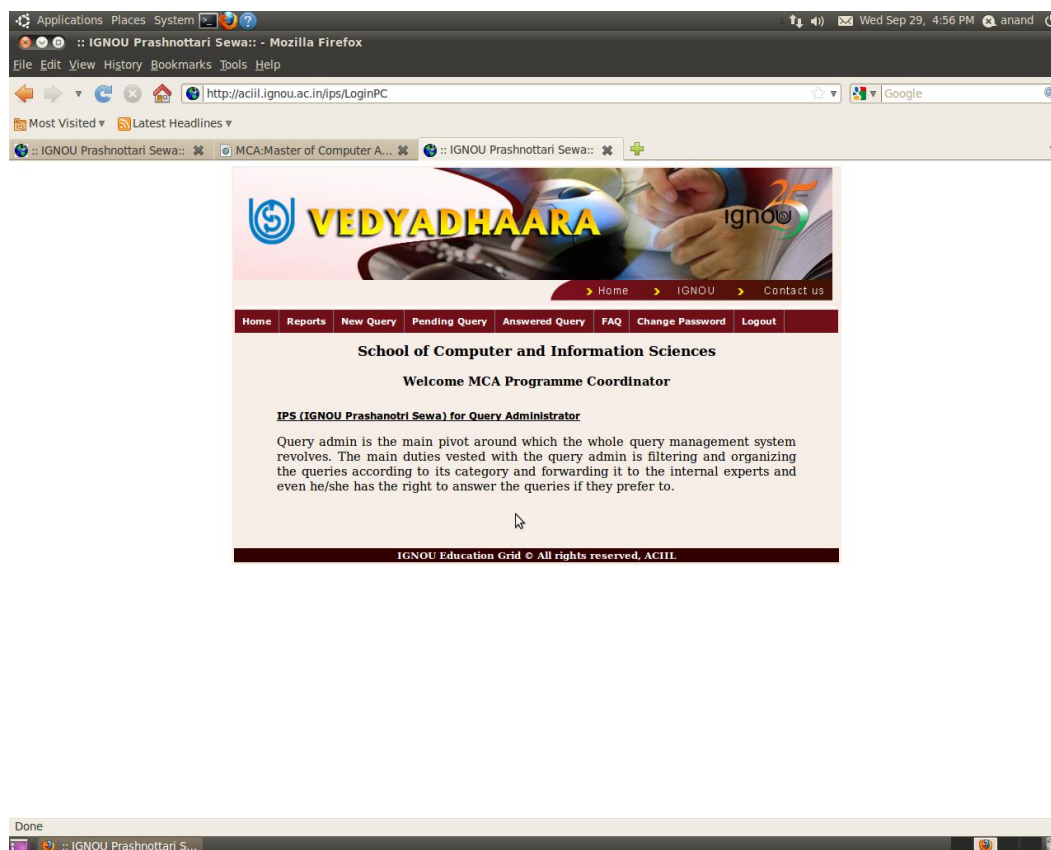 Applications Places System
Wed Sep 29, 4:56 PM anand
:: IGNOU Prashnottari Sewa:: - Mozilla Firefox
File Edit View History Bookmarks Tools Help
http://aciil.ignou.ac.in/ips/LoginPC
Google
Most Visited Latest Headlines
:: IGNOU Prashnottari Sewa:: MCA:Master of Computer A... :: IGNOU Prashnottari Sewa::
VEDYADHAARA
25
ignou
Home IGNOU Contact us
Home Reports New Query Pending Query Answered Query FAQ Change Password Logout
School of Computer and Information Sciences
Welcome MCA Programme Coordinator
IPS (IGNOU Prashanotri Sewa) for Query Administrator
Query admin is the main pivot around which the whole query management system
revolves. The main duties vested with the query admin is filtering and organizing
the queries according to its category and forwarding it to the internal experts and
even he/she has the right to answer the queries if they prefer to.
IGNOU Education Grid © All rights reserved, ACIIL
Done
:: IGNOU Prashnottari S...